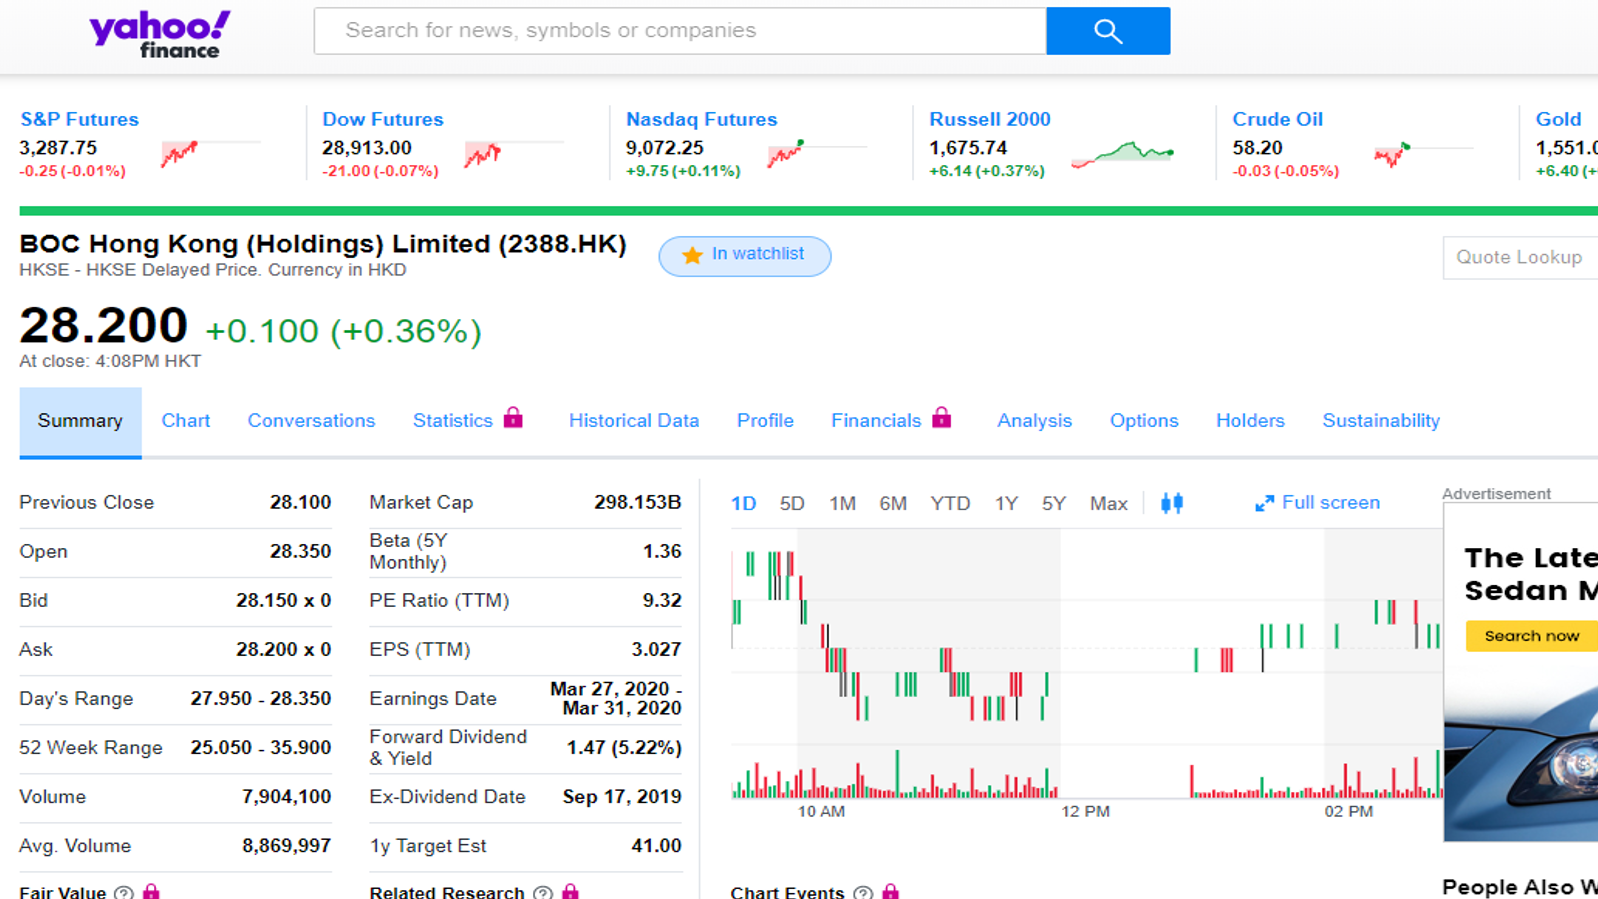 yahoo!
finance
Search for news, symbols or companies
S&P Futures
3,287.75
-0.25 (-0.01%)
Dow Futures
28,913.00
-21.00 (-0.07%)
Nasdaq Futures
9,072.25
+9.75 (+0.11%)
Russell 2000
1,675.74
+6.14 (+0.37%)
Crude Oil
58.20
-0.03 (-0.05%)
Gold
1,551.0
+6.40 (+
BOC Hong Kong (Holdings) Limited (2388.HK)
HKSE - HKSE Delayed Price. Currency in HKD
In watchlist
Quote Lookup
28.200 +0.100 (+0.36%)
At close: 4:08PM HKT
Summary Chart Conversations Statistics Historical Data Profile Financials Analysis Options Holders Sustainability
Previous Close 28.100
Open 28.350
Bid 28.150 x 0
Ask 28.200 x 0
Day's Range 27.950 - 28.350
52 Week Range 25.050 - 35.900
Volume 7,904,100
Avg. Volume 8,869,997
Fair Value
Market Cap 298.153B
Beta (5Y
Monthly) 1.36
PE Ratio (TTM) 9.32
EPS (TTM) 3.027
Earnings Date Mar 27, 2020 -
Mar 31, 2020
Forward Dividend
& Yield 1.47 (5.22%)
Ex-Dividend Date Sep 17, 2019
1y Target Est 41.00
Related Research
1D 5D 1M 6M YTD 1Y 5Y Max Full screen
10 AM 12 PM 02 PM
Chart Events
Advertisement
The Late
Sedan M
Search now
People Also W